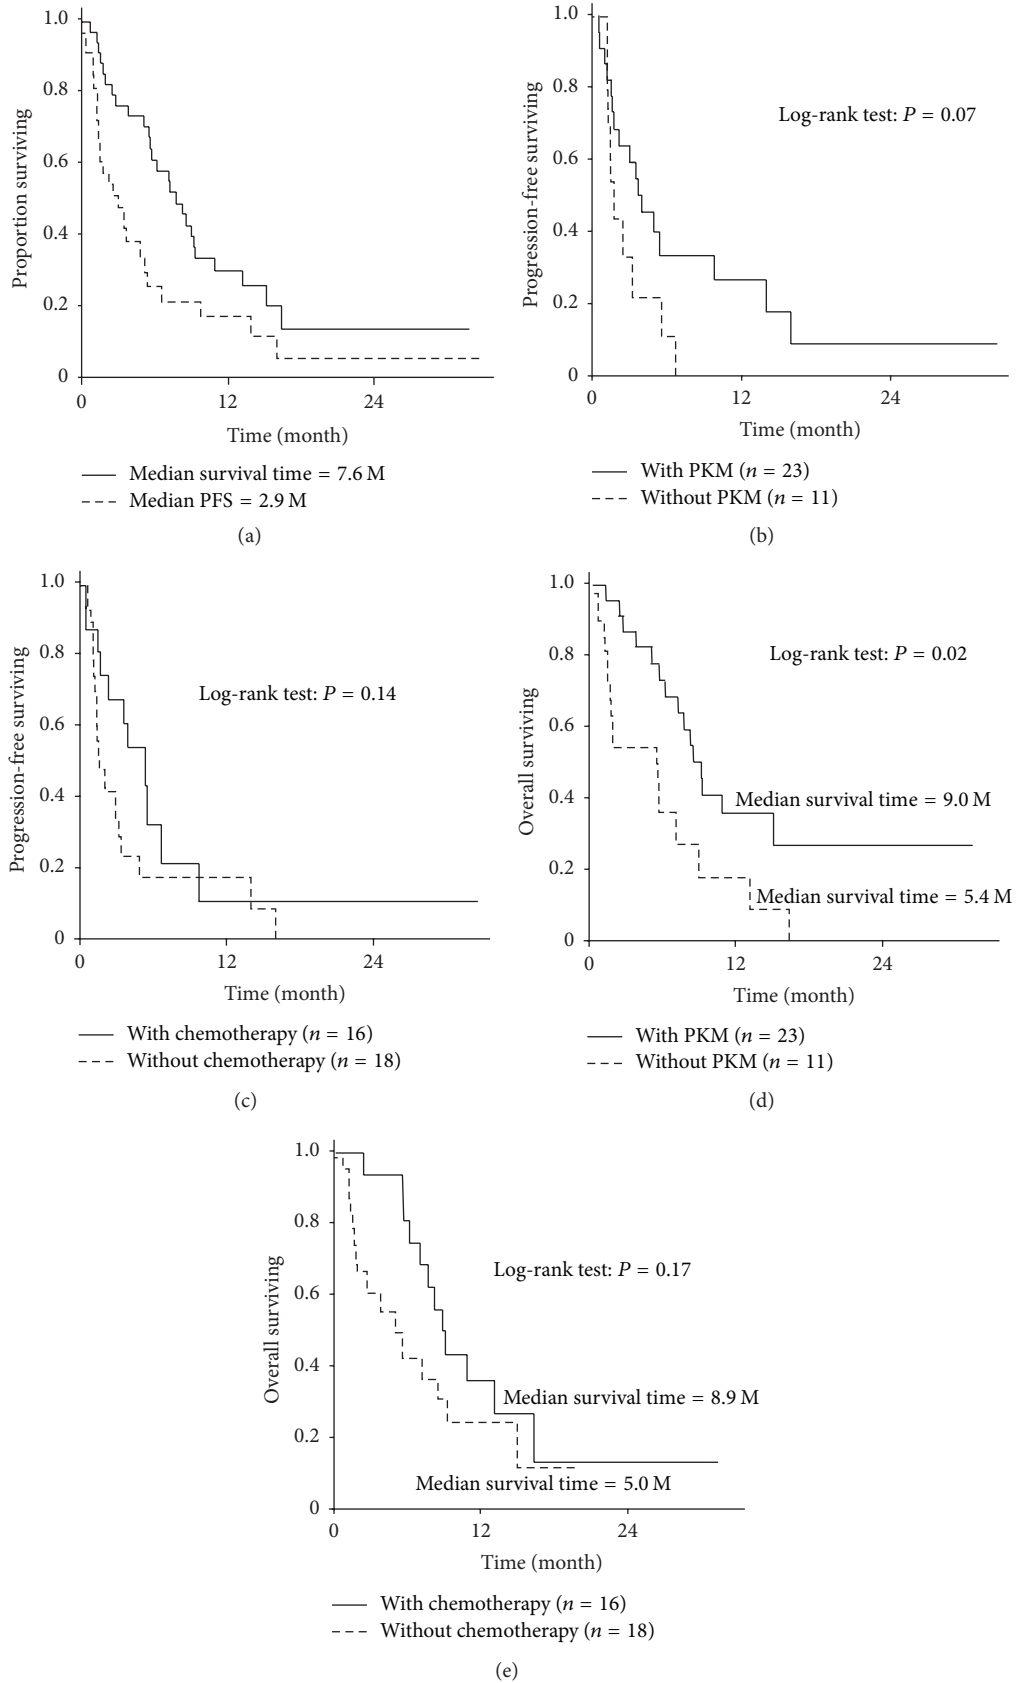 1.0
0.8
0.6
0.4
0.2
0
Proportion surviving
0
12
24
Time (month)
Median survival time = 7.6 M
Median PFS = 2.9 M
(a)
1.0
0.8
0.6
0.4
0.2
0
Progression-free surviving
Log-rank test: P = 0.07
0
12
24
Time (month)
With PKM (n = 23)
Without PKM (n = 11)
(b)
1.0
0.8
0.6
0.4
0.2
0
Progression-free surviving
Log-rank test: P = 0.14
0
12
24
Time (month)
With chemotherapy (n = 16)
Without chemotherapy (n = 18)
(c)
1.0
0.8
0.6
0.4
0.2
0
Overall surviving
Log-rank test: P = 0.02
Median survival time = 9.0 M
Median survival time = 5.4 M
0
12
24
Time (month)
With PKM (n = 23)
Without PKM (n = 11)
(d)
1.0
0.8
0.6
0.4
0.2
0
Overall surviving
Log-rank test: P = 0.17
Median survival time = 8.9 M
Median survival time = 5.0 M
0
12
24
Time (month)
With chemotherapy (n = 16)
Without chemotherapy (n = 18)
(e)